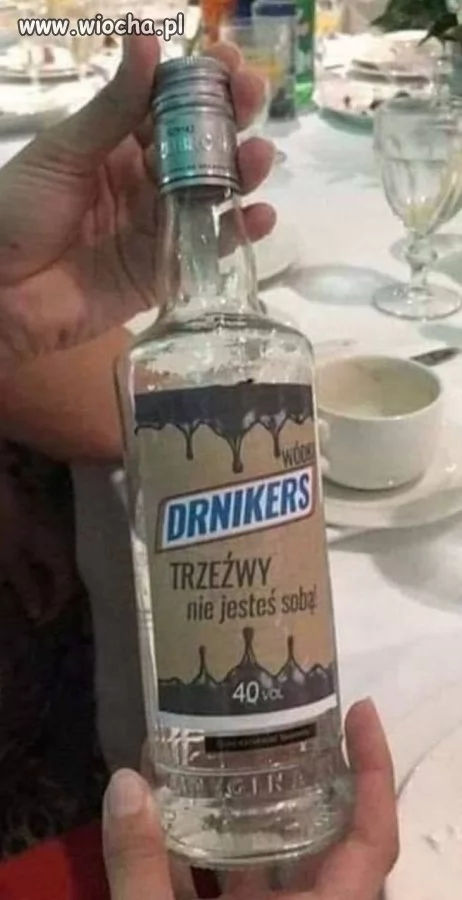 www.wiocha.pl
WÓDKA
DRNIKERS
TRZEŹWY
nie jesteś sobą!
40 VOL